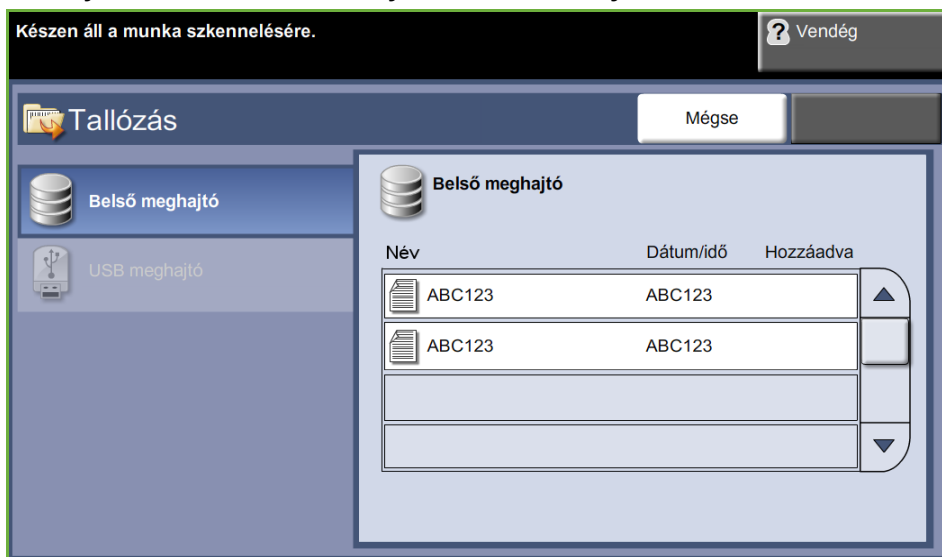 Készen áll a munka szkennelésére.
? Vendég
Tallózás
Mégse
Belső meghajtó
USB meghajtó
Belső meghajtó
Név Dátum/idő Hozzáadva
ABC123 ABC123
ABC123 ABC123